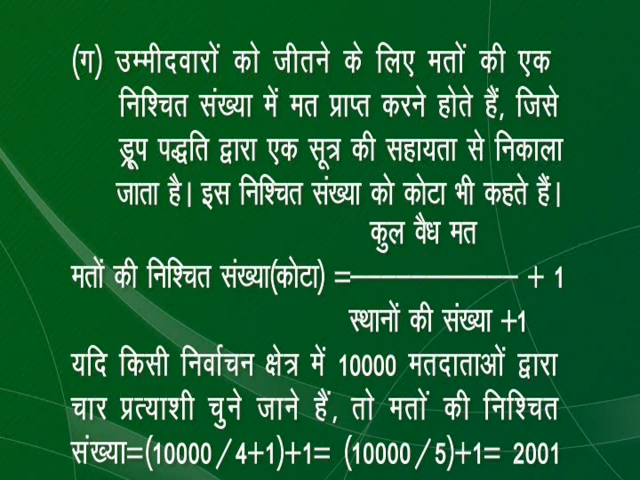 (ग) उम्मीदवारों को जीतने के लिए मतों की एक
निश्चित संख्या में मत प्राप्त करने होते हैं, जिसे
ड्रूप पद्धति द्वारा एक सूत्र की सहायता से निकाला
जाता है। इस निश्चित संख्या को कोटा भी कहते हैं।
कुल वैध मत
मतों की निश्चित संख्या(कोटा) =—————— + 1
स्थानों की संख्या +1
यदि किसी निर्वाचन क्षेत्र में 10000 मतदाताओं द्वारा
चार प्रत्याशी चुने जाने हैं, तो मतों की निश्चित
संख्या=(10000/4+1)+1= (10000/5)+1= 2001